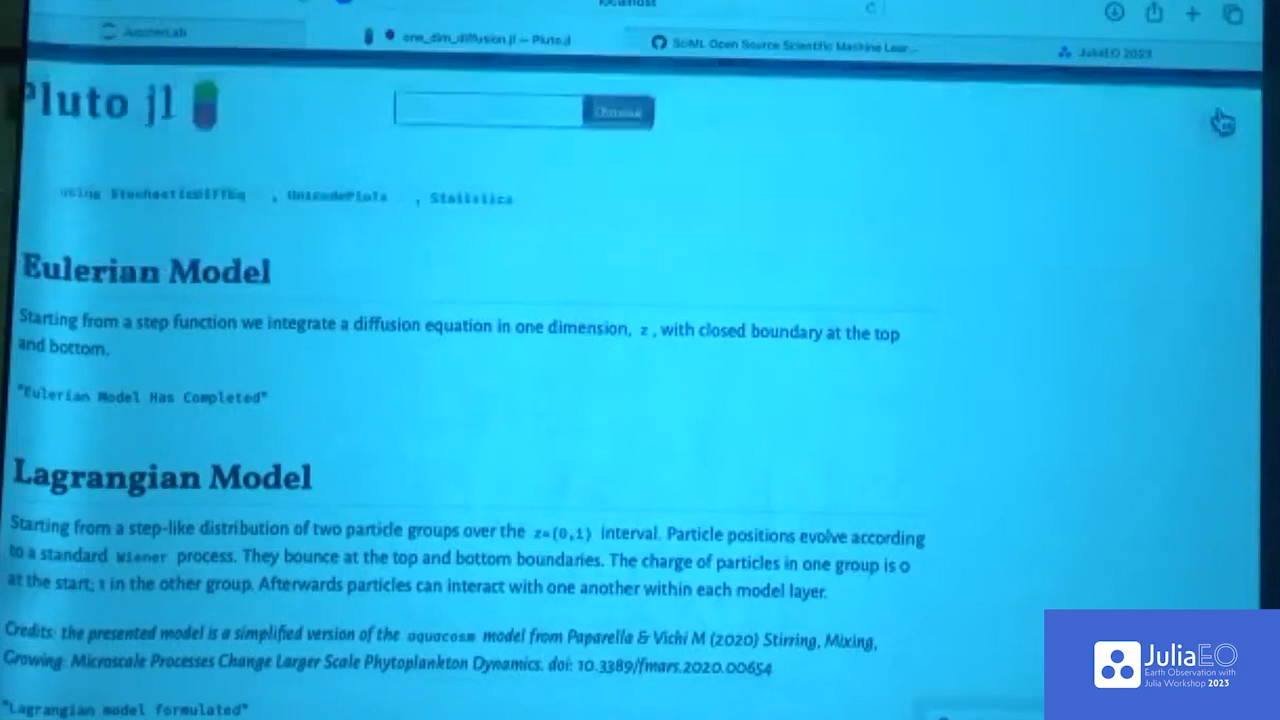 localhost
JupyterLab
one_dim_diffusion.jl — Pluto.jl
SciML Open Source Scientific Machine Lear...
JuliaEO 2023
Pluto jl
Choose
using StochasticDiffEq , UnicodePlots , Statistics
Eulerian Model
Starting from a step function we integrate a diffusion equation in one dimension, z , with closed boundary at the top
and bottom.
"Eulerian Model Has Completed"
Lagrangian Model
Starting from a step-like distribution of two particle groups over the z=(0,1) interval. Particle positions evolve according
to a standard Wiener process. They bounce at the top and bottom boundaries. The charge of particles in one group is 0
at the start; 1 in the other group. Afterwards particles can interact with one another within each model layer.
Credits: the presented model is a simplified version of the aquacosm model from Paparella & Vichi M (2020) Stirring, Mixing,
Growing: Microscale Processes Change Larger Scale Phytoplankton Dynamics. doi: 10.3389/fmars.2020.00654
"Lagrangian model formulated"
JuliaEO
Earth Observation with
Julia Workshop 2023